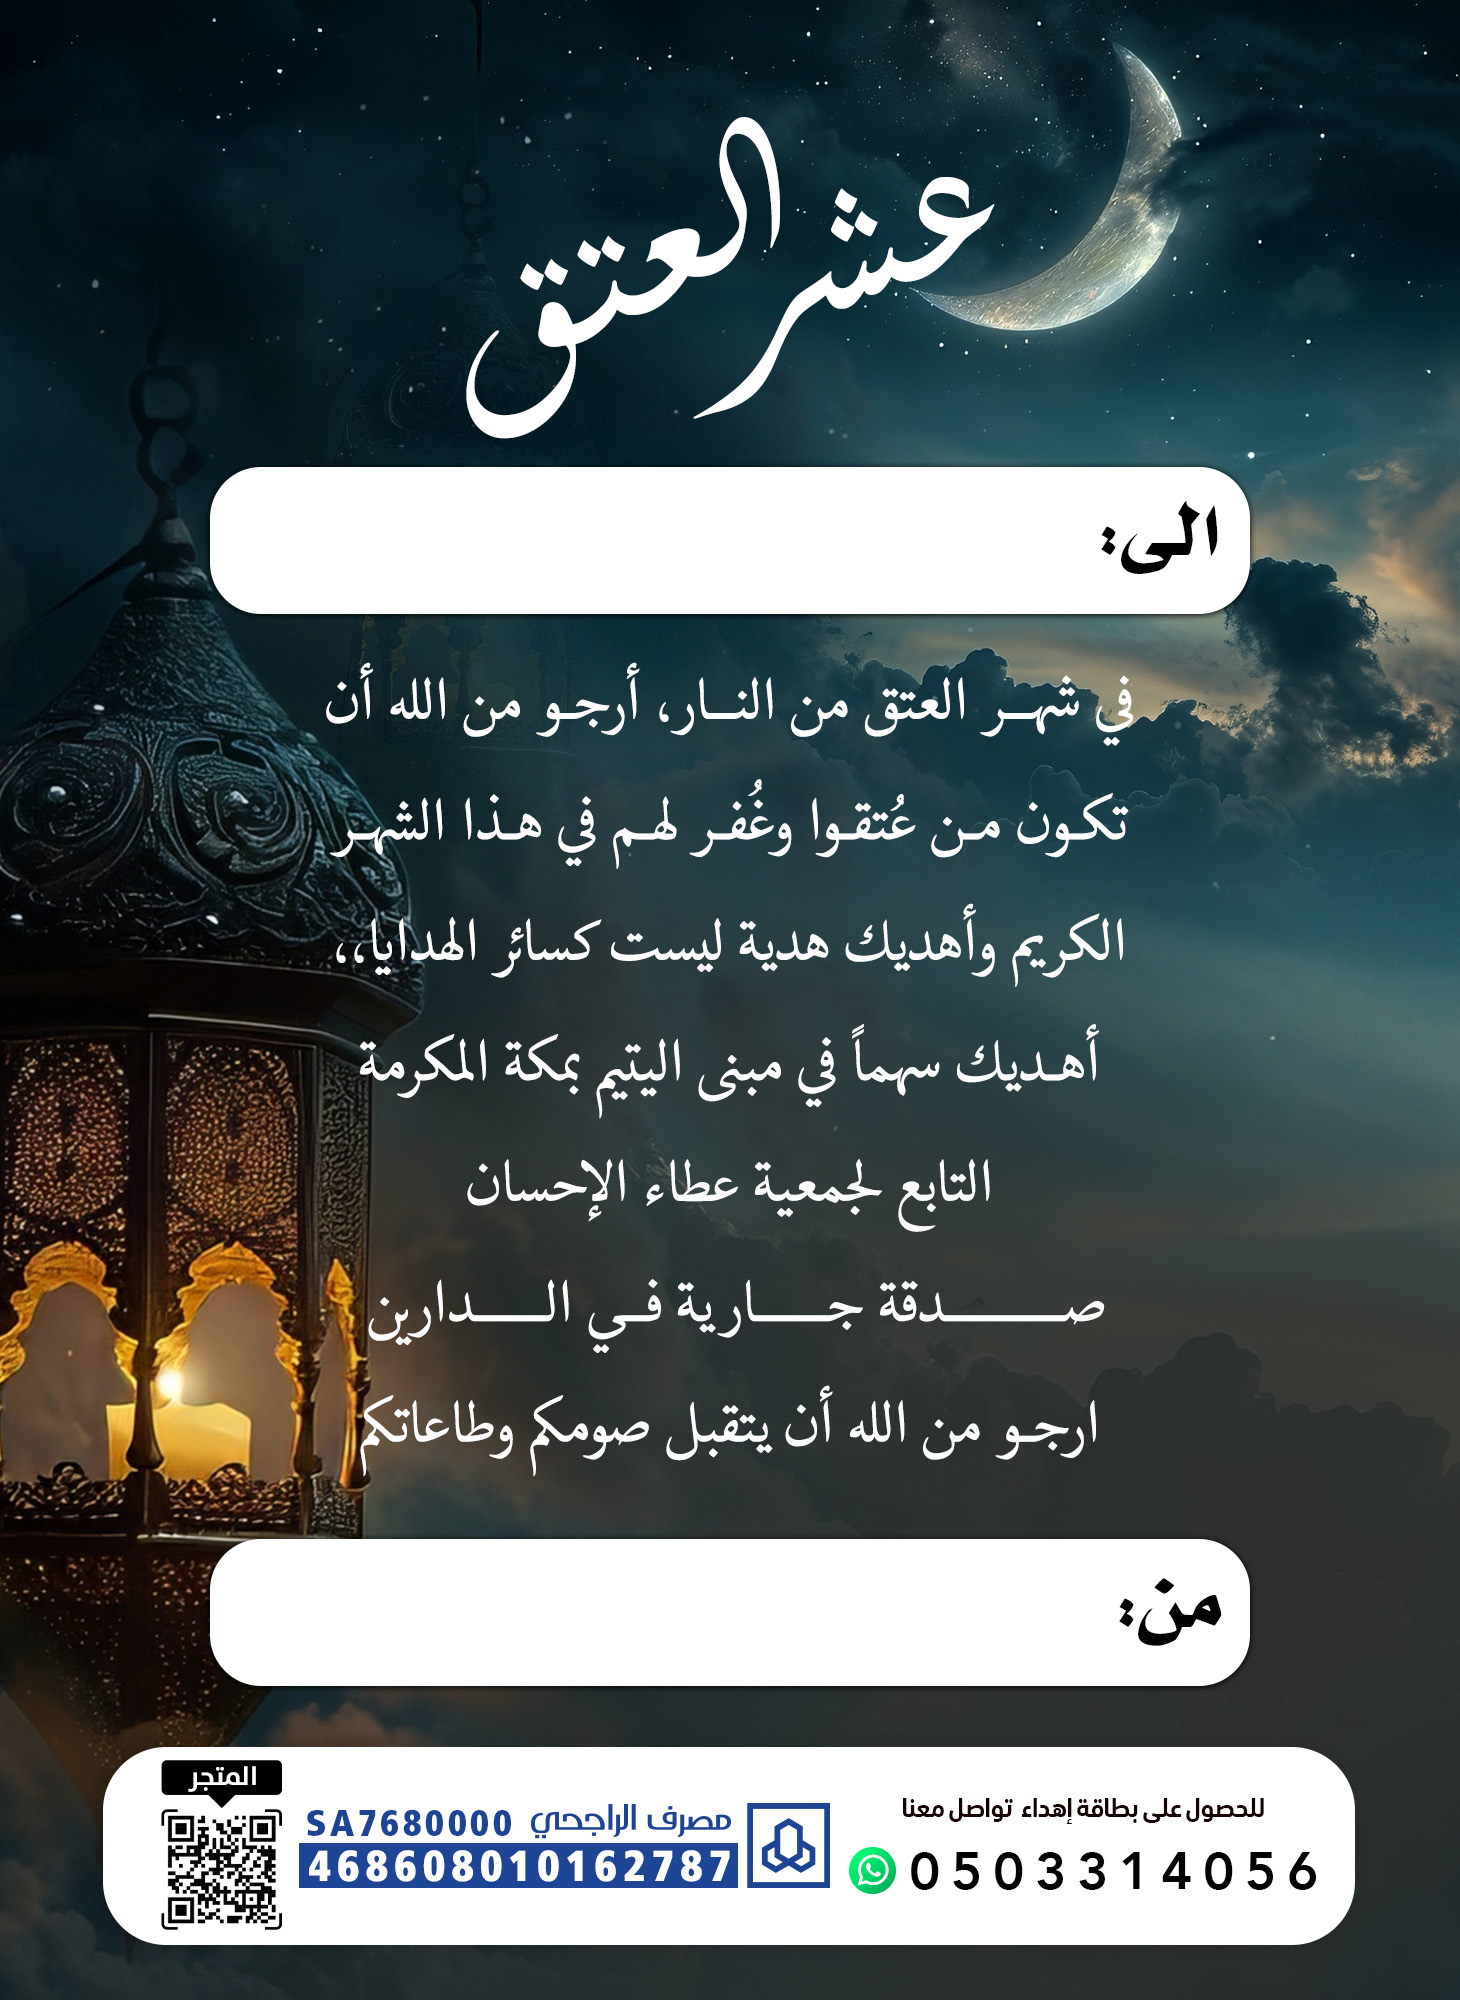 عشر العتق
الى:
في شهر العتق من النار، أرجو من الله أن
تكون من عُتقوا وغُفر لهم في هذا الشهر
الكريم وأهديك هدية ليست كسائر الهدايا،،
أهديك سهماً في مبنى اليتيم بمكة المكرمة
التابع لجمعية عطاء الإحسان
صدقة جارية في الدارين
ارجو من الله أن يتقبل صومكم وطاعاتكم
من:
للحصول على بطاقة إهداء تواصل معنا
0503314056
مصرف الراجحي SA7680000
468608010162787
المتجر